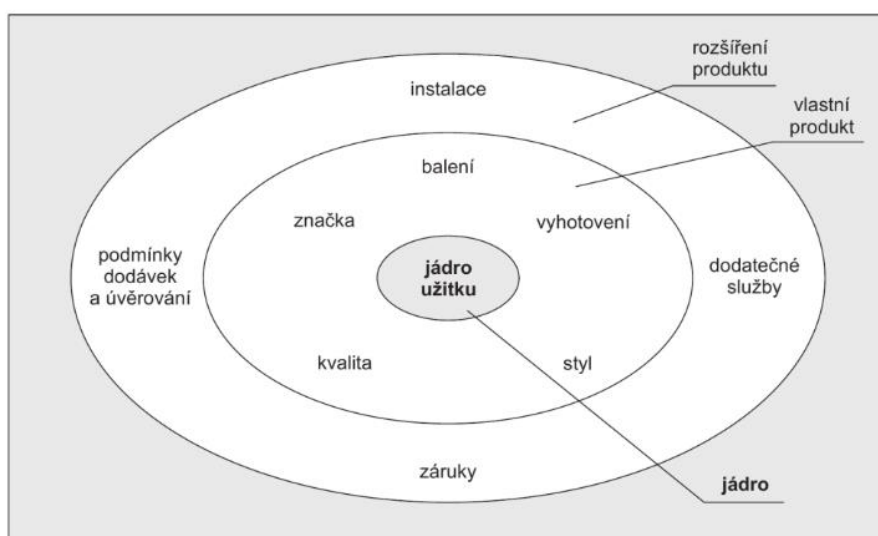 rozšíření
produktu
instalace
vlastní
produkt
balení
značka
vyhotovení
podmínky
dodávek
a úvěrování
jádro
užitku
dodatečné
služby
kvalita
styl
záruky
jádro